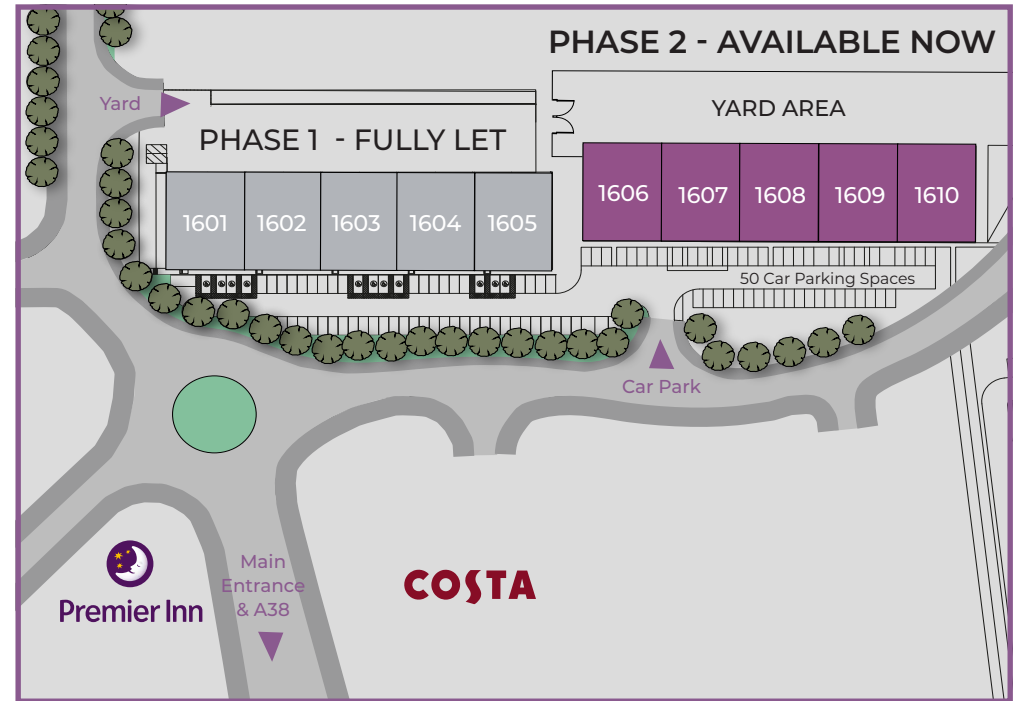 PHASE 2 - AVAILABLE NOW
Yard
YARD AREA
PHASE 1 - FULLY LET
1601
1602
1603
1604
1605
1606
1607
1608
1609
1610
50 Car Parking Spaces
Car Park
Main
Entrance
& A38
Premier Inn
COSTA